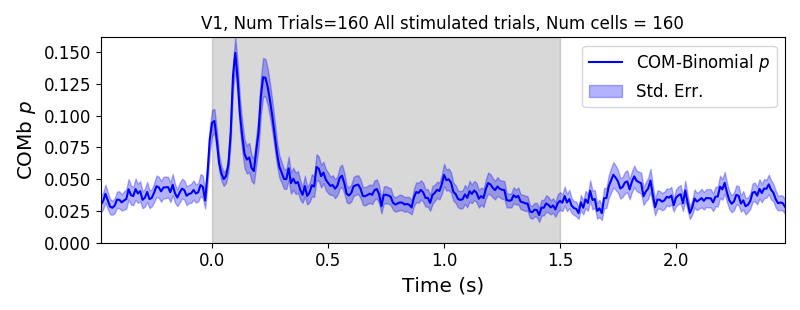 V1, Num Trials=160 All stimulated trials, Num cells = 160
COMb p
0.150
0.125
0.100
0.075
0.050
0.025
0.000
COM-Binomial p
Std. Err.
0.0 0.5 1.0 1.5 2.0
Time (s)